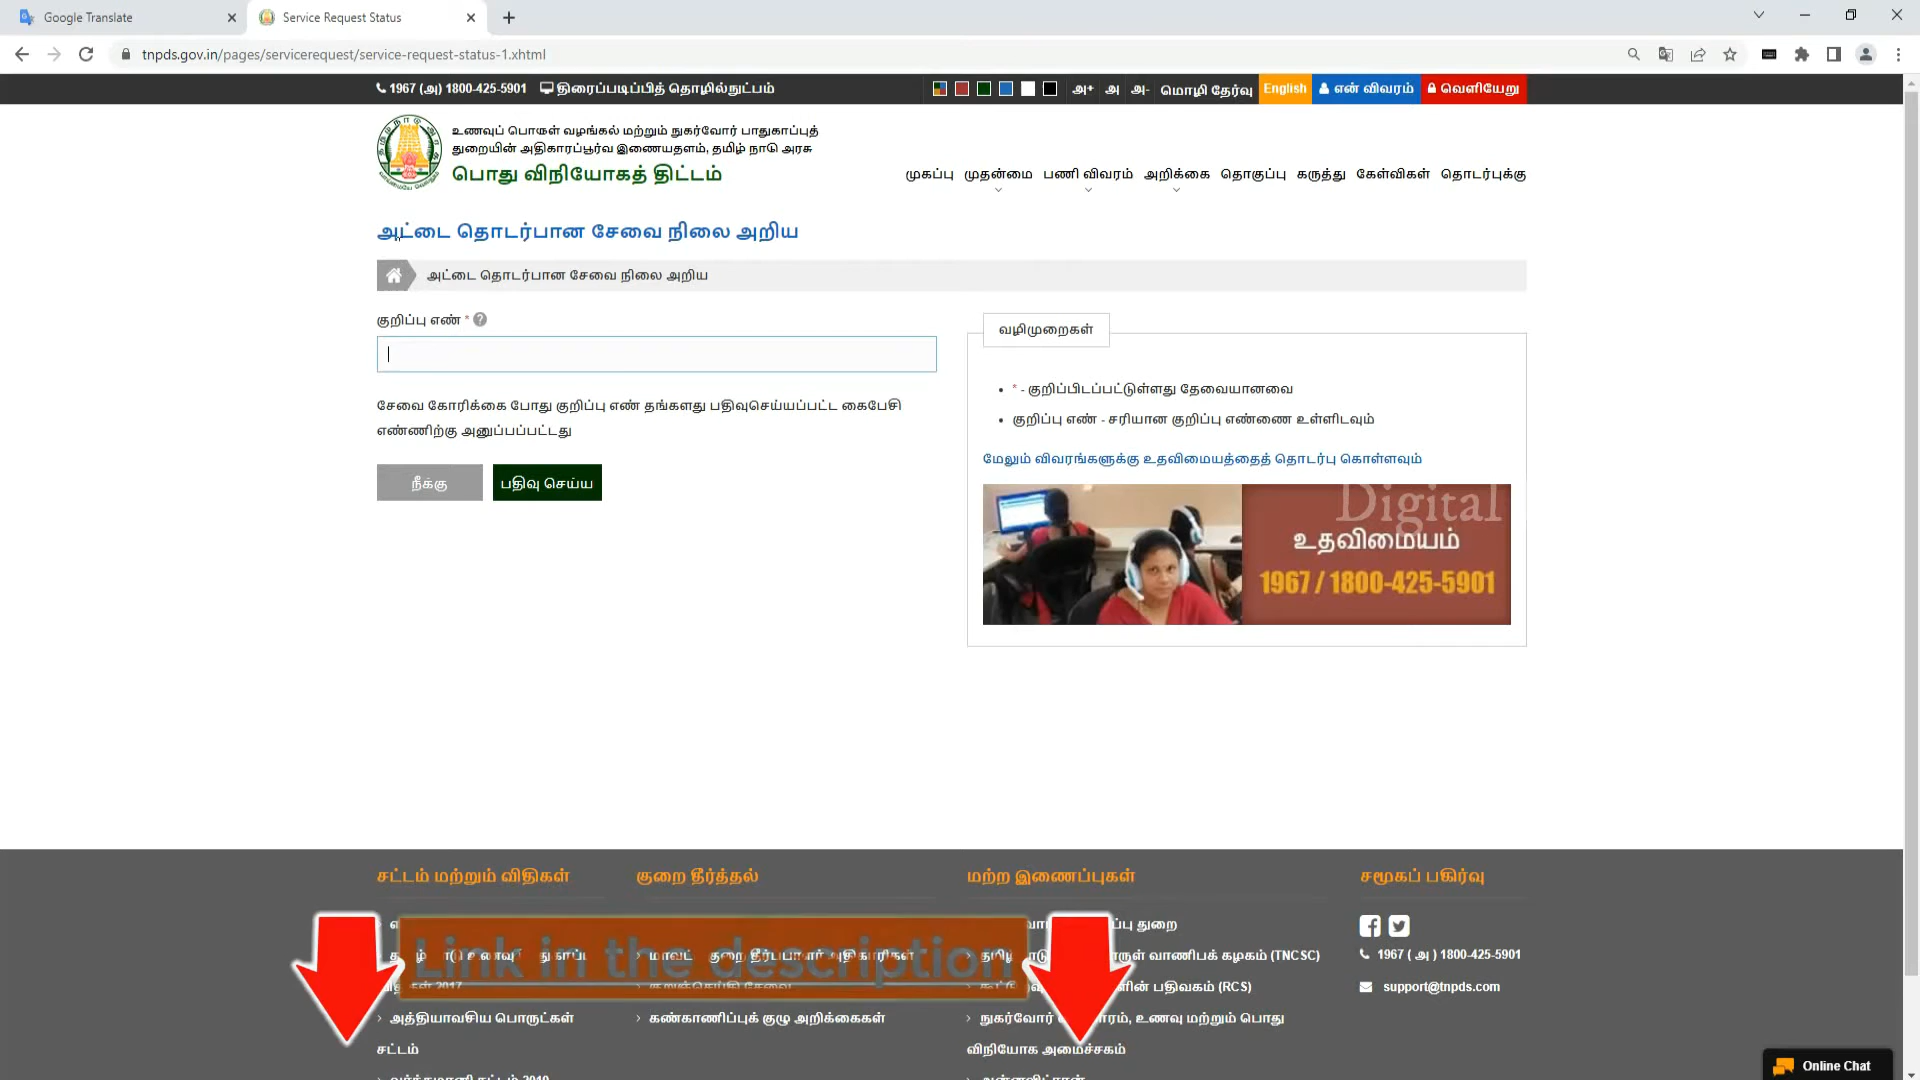 Google Translate
Service Request Status
tnpds.gov.in/pages/servicerequest/service-request-status-1.xhtml
1967 (அ) 1800-425-5901 திரைப்படிப்பித் தொழில்நுட்பம்
அ+ அ அ- மொழி தேர்வு English என் விவரம் வெளியேறு
உணவுப் பொருள் வழங்கல் மற்றும் நுகர்வோர் பாதுகாப்புத்
துறையின் அதிகாரப்பூர்வ இணையதளம், தமிழ் நாடு அரசு
பொது விநியோகத் திட்டம்
முகப்பு முதன்மை பணி விவரம் அறிக்கை தொகுப்பு கருத்து கேள்விகள் தொடர்புக்கு
அட்டை தொடர்பான சேவை நிலை அறிய
அட்டை தொடர்பான சேவை நிலை அறிய
குறிப்பு எண் * ?
சேவை கோரிக்கை போது குறிப்பு எண் தங்களது பதிவுசெய்யப்பட்ட கைபேசி
எண்ணிற்கு அனுப்பப்பட்டது
நீக்கு பதிவு செய்ய
வழிமுறைகள்
* - குறிப்பிடப்பட்டுள்ளது தேவையானவை
குறிப்பு எண் - சரியான குறிப்பு எண்ணை உள்ளிடவும்
மேலும் விவரங்களுக்கு உதவிமையத்தைத் தொடர்பு கொள்ளவும்
Digital
உதவிமையம்
1967 / 1800-425-5901
சட்டம் மற்றும் விதிகள்
அத்தியாவசிய பொருட்கள்
சட்டம்
குறை தீர்த்தல்
கண்காணிப்புக் குழு அறிக்கைகள்
மற்ற இணைப்புகள்
துறை
வாணிபக் கழகம் (TNCSC)
பதிவகம் (RCS)
நுகர்வோர் உணவு மற்றும் பொது
விநியோக அமைச்சகம்
சமூகப் பகிர்வு
1967 ( அ ) 1800-425-5901
support@tnpds.com
Link in the description
Online Chat